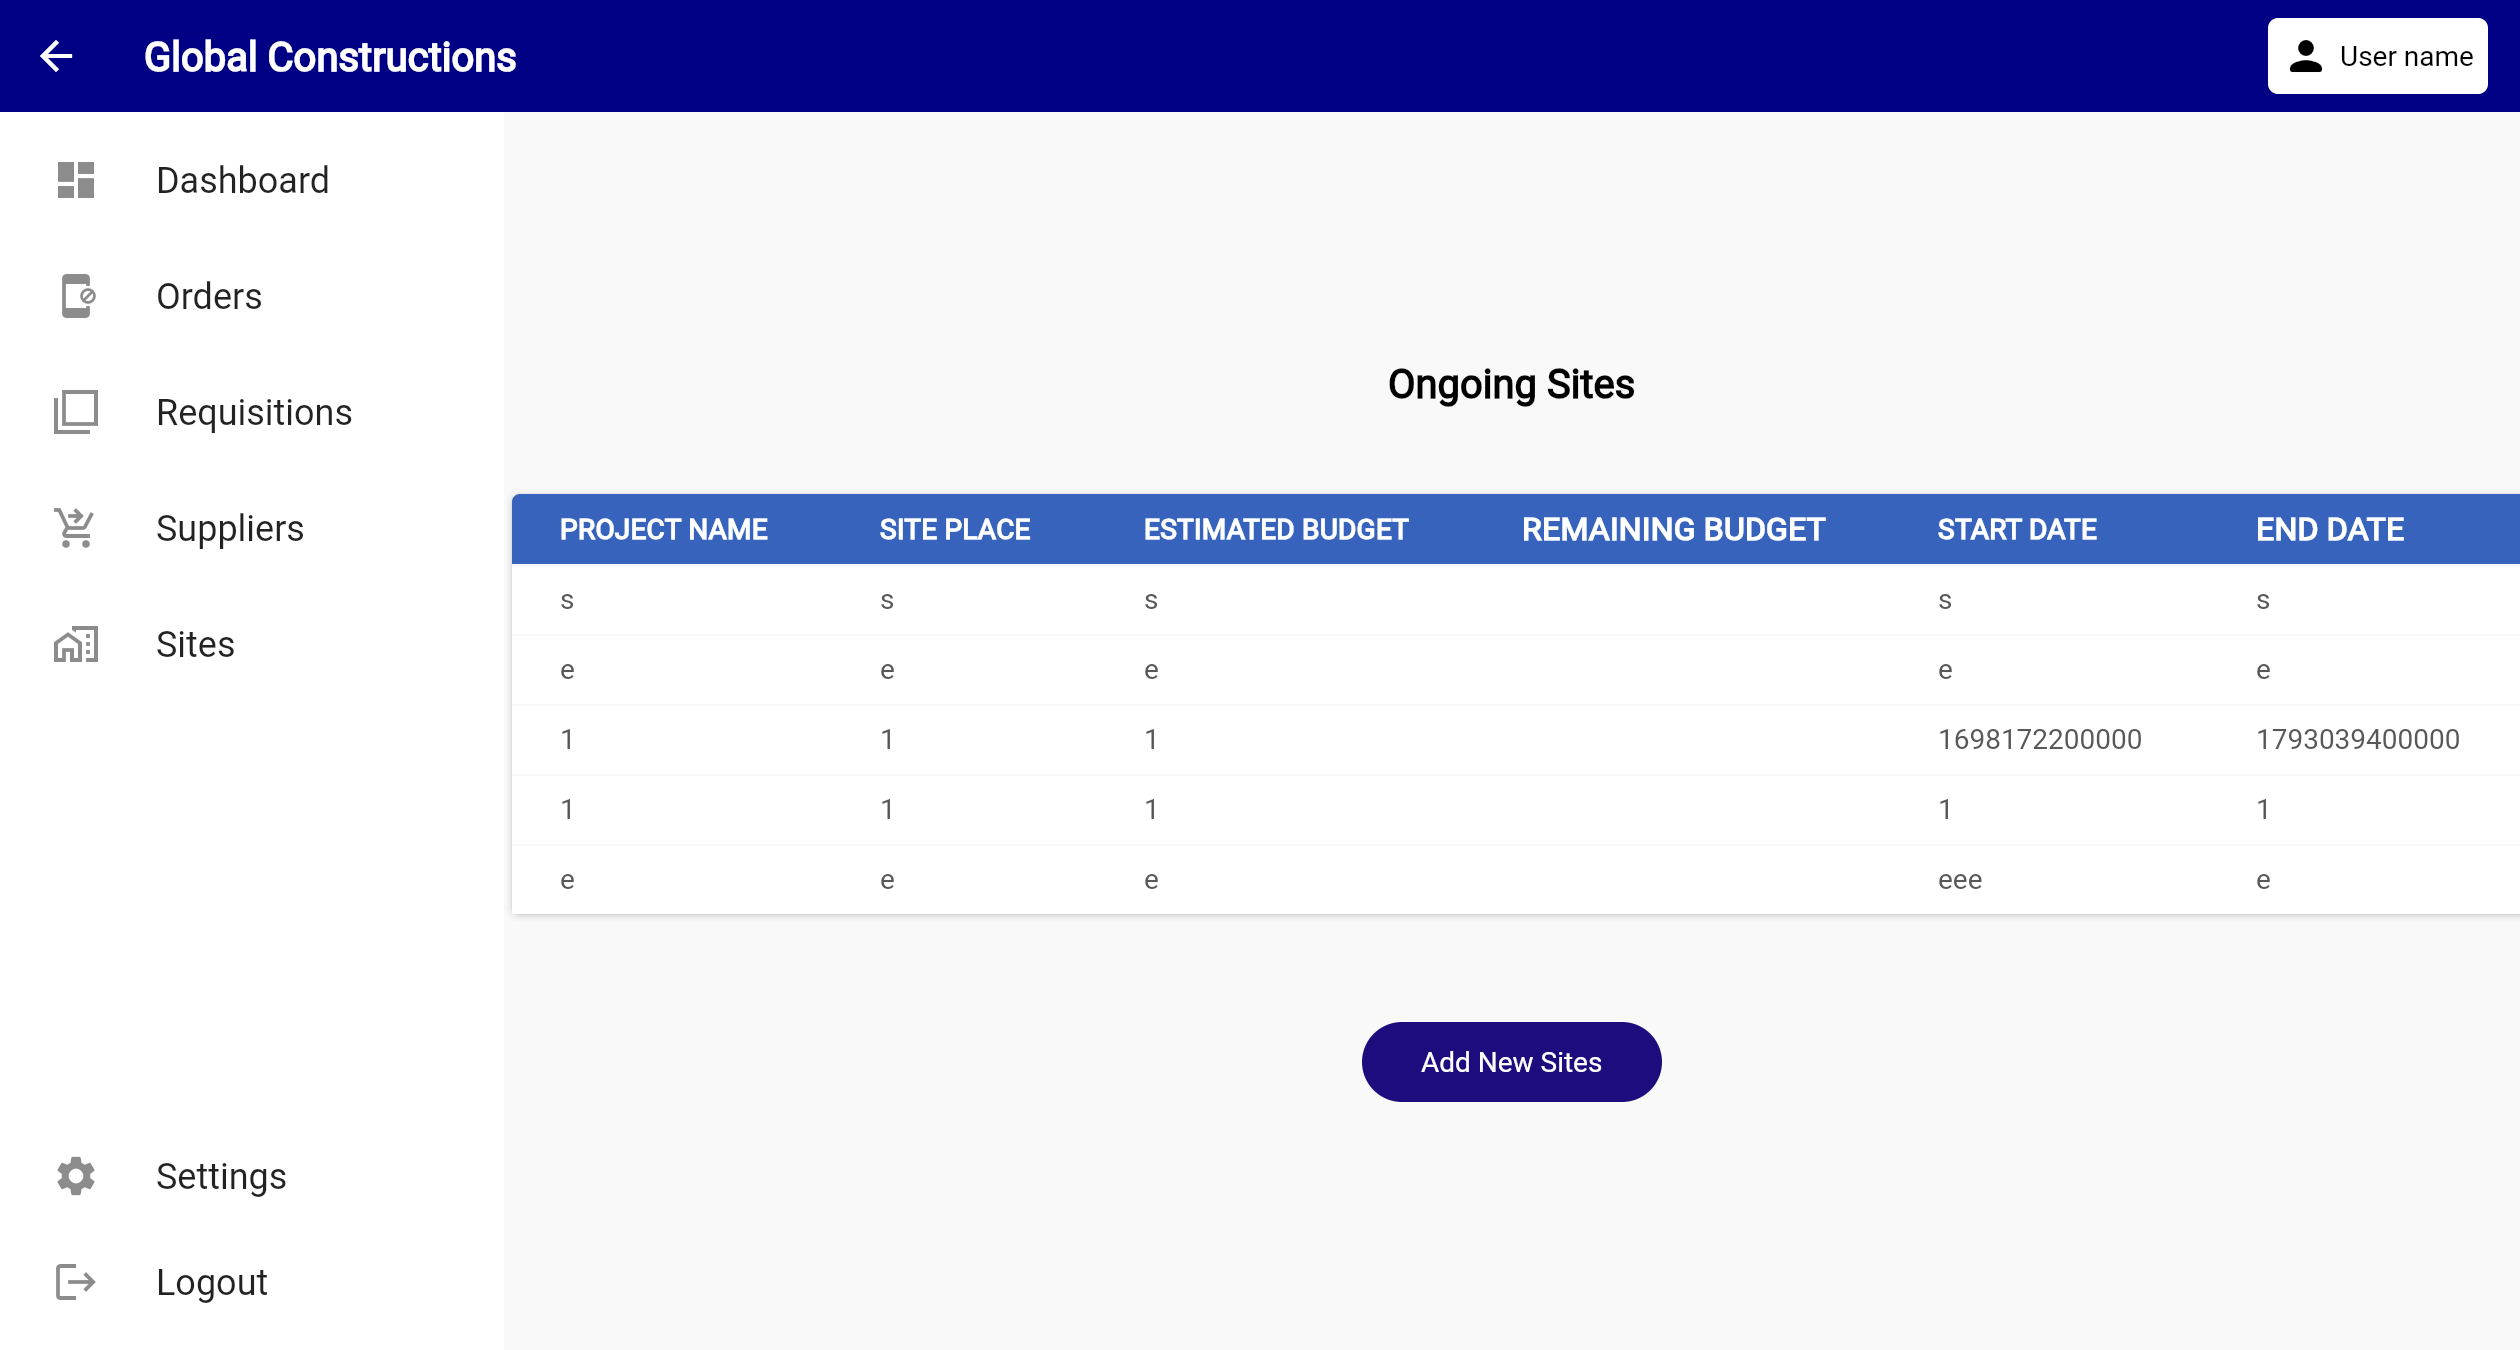 Global Constructions
User name
Dashboard
Orders
Requisitions
Suppliers
Sites
Settings
Logout
Ongoing Sites
PROJECT NAME SITE PLACE ESTIMATED BUDGET REMAINING BUDGET START DATE END DATE
s s s s s
e e e e e
1 1 1 1698172200000 1793039400000
1 1 1 1 1
e e e eee e
Add New Sites